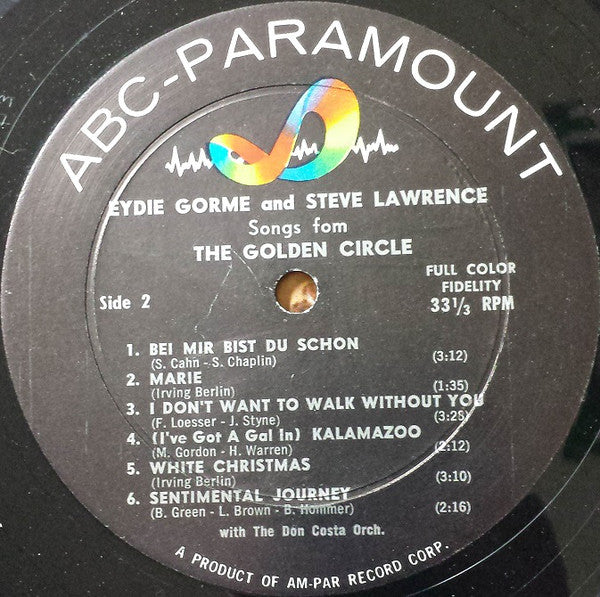 ABC-PARAMOUNT
EYDIE GORME and STEVE LAWRENCE
Songs fom
THE GOLDEN CIRCLE
Side 2
FULL COLOR
FIDELITY
33 1/3 RPM
1. BEI MIR BIST DU SCHON
(S. Cahn - S. Chaplin) (3:12)
2. MARIE
(Irving Berlin) (1:35)
3. I DON'T WANT TO WALK WITHOUT YOU
(F. Loesser - J. Styne) (3:28)
4. (I've Got A Gal In) KALAMAZOO
(M. Gordon - H. Warren) (2:12)
5. WHITE CHRISTMAS
(Irving Berlin) (3:10)
6. SENTIMENTAL JOURNEY
(B. Green - L. Brown - B. Hommer) (2:16)
with The Don Costa Orch.
A PRODUCT OF AM-PAR RECORD CORP.